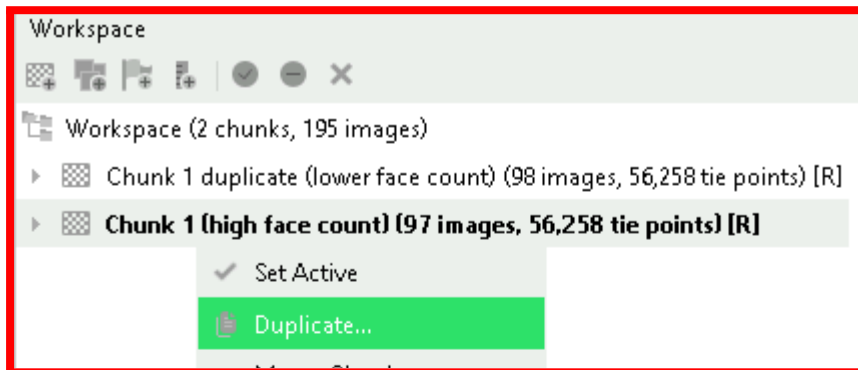 Workspace
Workspace (2 chunks, 195 images)
Chunk 1 duplicate (lower face count) (98 images, 56,258 tie points) [R]
Chunk 1 (high face count) (97 images, 56,258 tie points) [R]
Set Active
Duplicate...